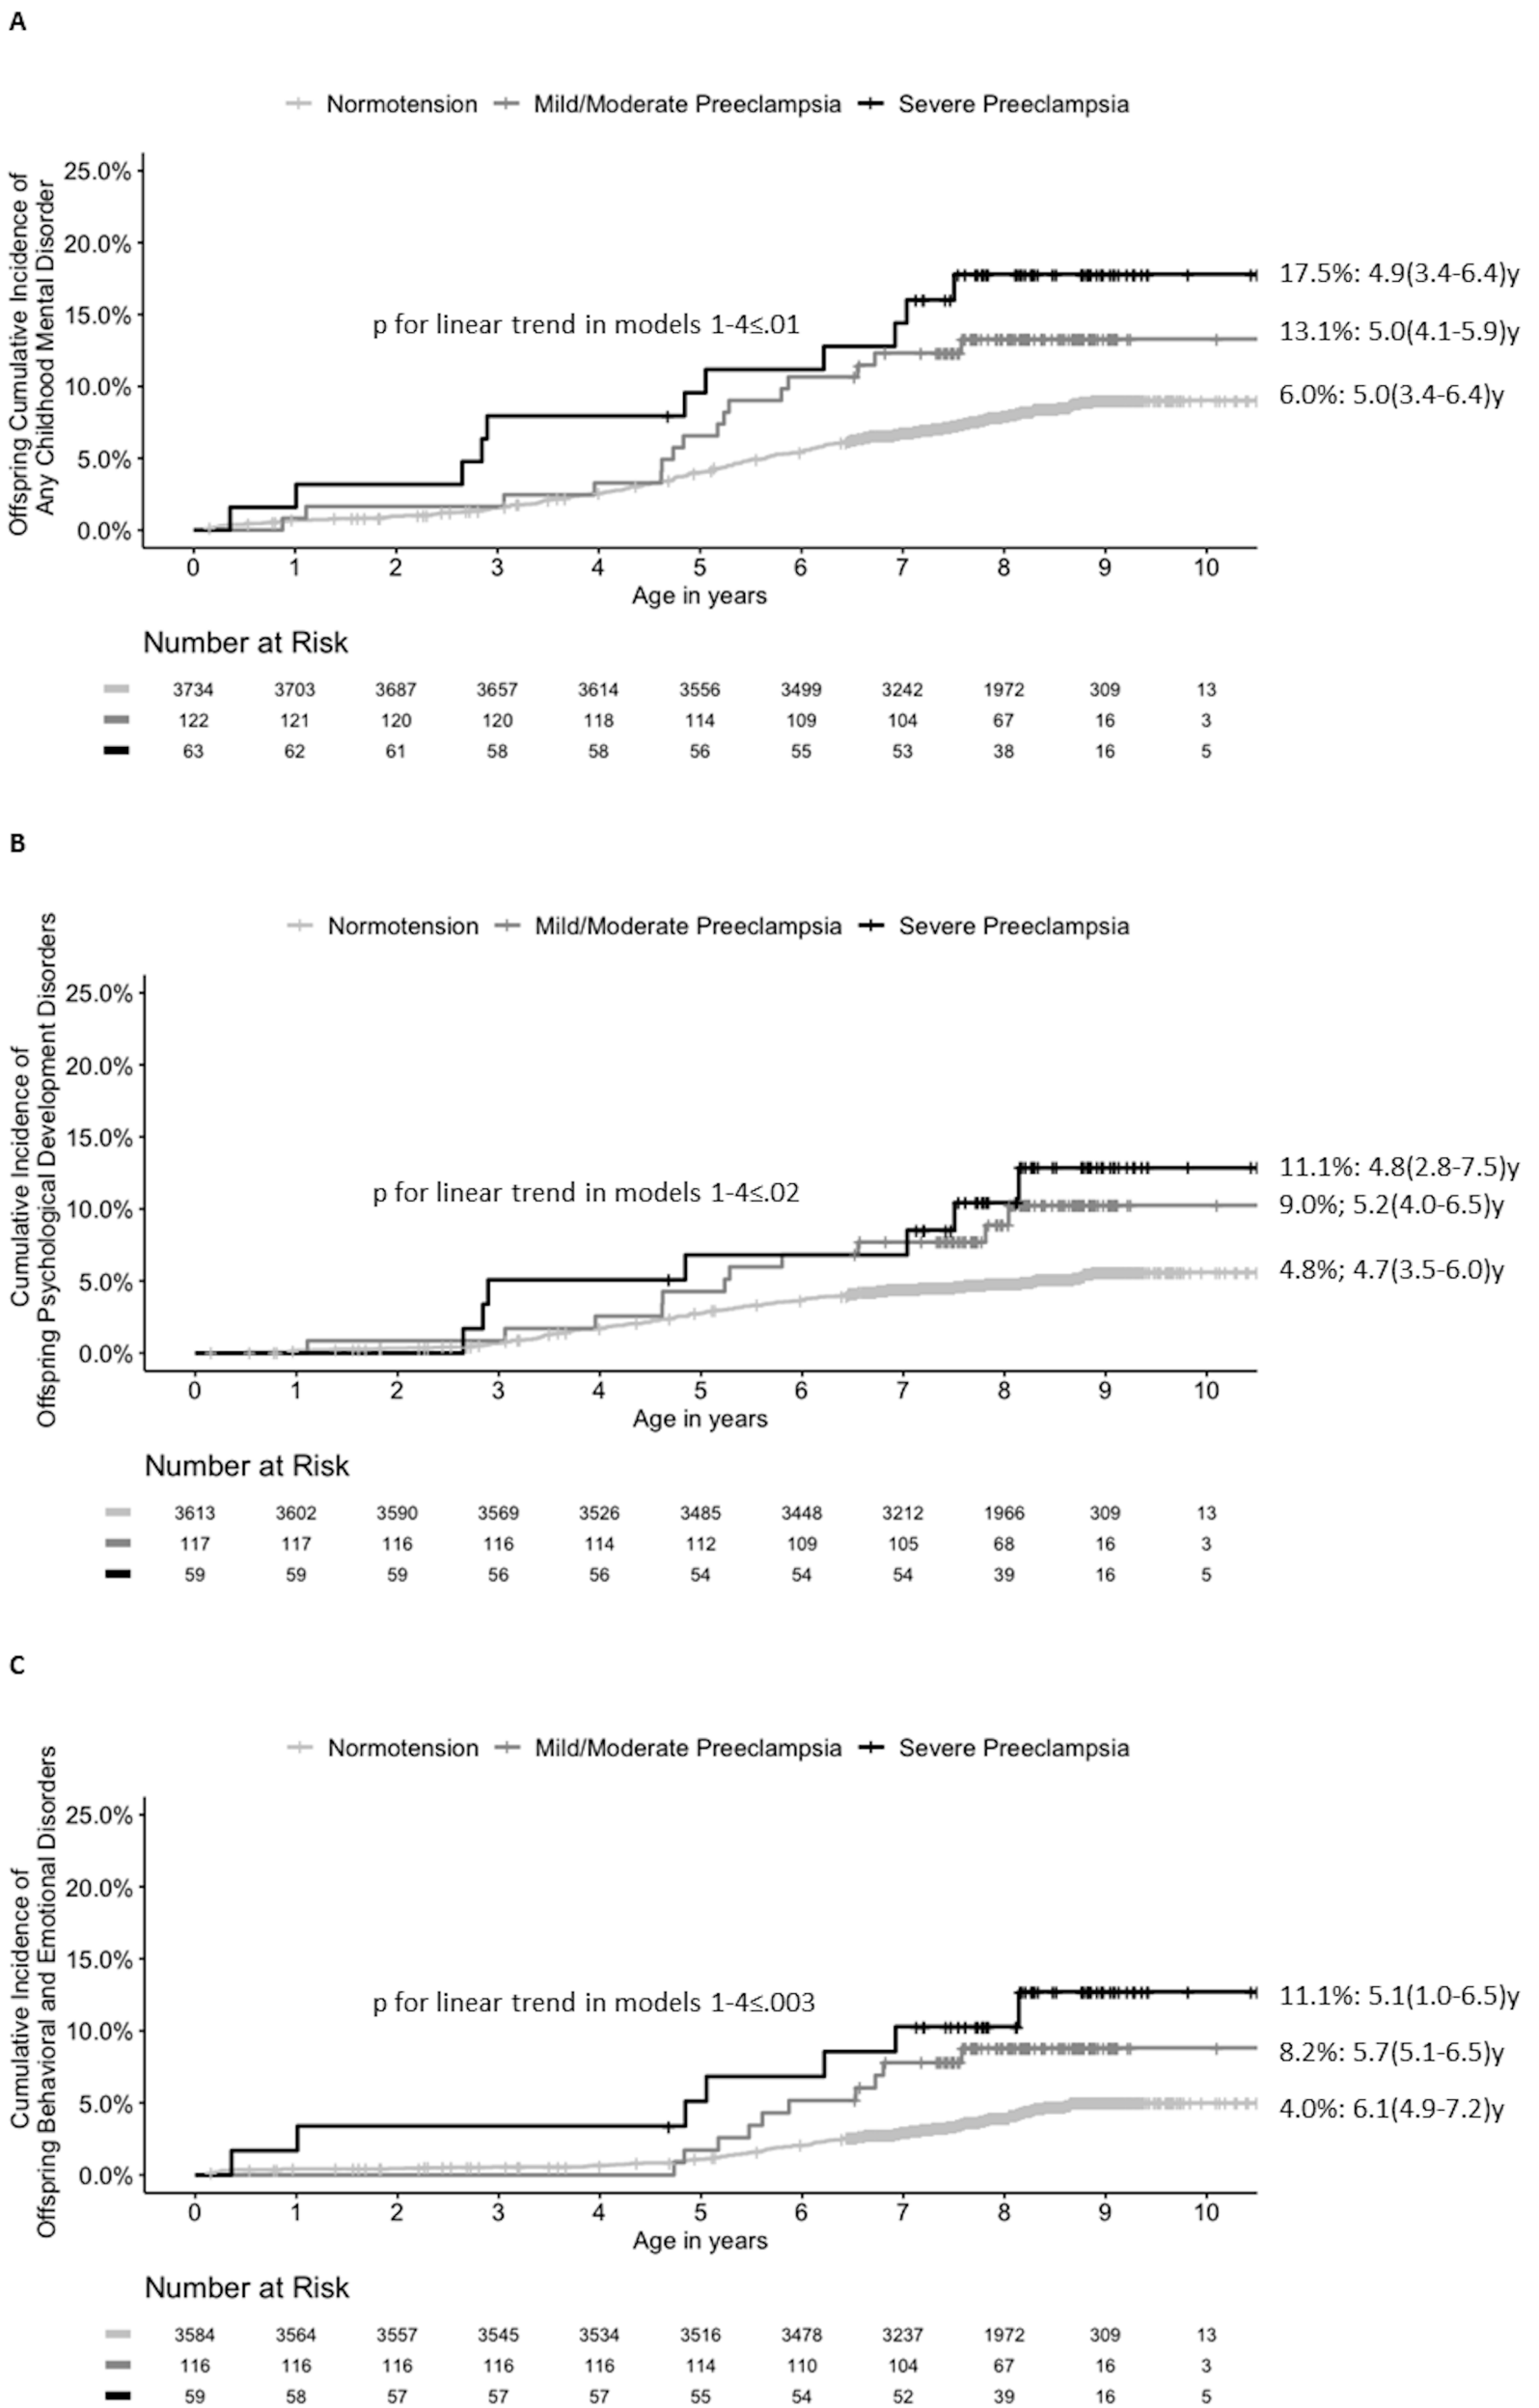 A
Normotension Mild/Moderate Preeclampsia Severe Preeclampsia
Offspring Cumulative Incidence of
Any Childhood Mental Disorder
25.0%
20.0%
15.0%
10.0%
5.0%
0.0%
p for linear trend in models 1-4≤.01
17.5%: 4.9(3.4-6.4)y
13.1%: 5.0(4.1-5.9)y
6.0%: 5.0(3.4-6.4)y
0 1 2 3 4 5 6 7 8 9 10
Age in years
Number at Risk
3734 3703 3687 3657 3614 3556 3499 3242 1972 309 13
122 121 120 120 118 114 109 104 67 16 3
63 62 61 58 58 56 55 53 38 16 5
B
Normotension Mild/Moderate Preeclampsia Severe Preeclampsia
Cumulative Incidence of
Offspring Psychological Development Disorders
25.0%
20.0%
15.0%
10.0%
5.0%
0.0%
p for linear trend in models 1-4≤.02
11.1%: 4.8(2.8-7.5)y
9.0%; 5.2(4.0-6.5)y
4.8%; 4.7(3.5-6.0)y
0 1 2 3 4 5 6 7 8 9 10
Age in years
Number at Risk
3613 3602 3590 3569 3526 3485 3448 3212 1966 309 13
117 117 116 116 114 112 109 105 68 16 3
59 59 59 56 56 54 54 54 39 16 5
C
Normotension Mild/Moderate Preeclampsia Severe Preeclampsia
Cumulative Incidence of
Offspring Behavioral and Emotional Disorders
25.0%
20.0%
15.0%
10.0%
5.0%
0.0%
p for linear trend in models 1-4≤.003
11.1%: 5.1(1.0-6.5)y
8.2%: 5.7(5.1-6.5)y
4.0%: 6.1(4.9-7.2)y
0 1 2 3 4 5 6 7 8 9 10
Age in years
Number at Risk
3584 3564 3557 3545 3534 3516 3478 3237 1972 309 13
116 116 116 116 116 114 110 104 67 16 3
59 58 57 57 57 55 54 52 39 16 5